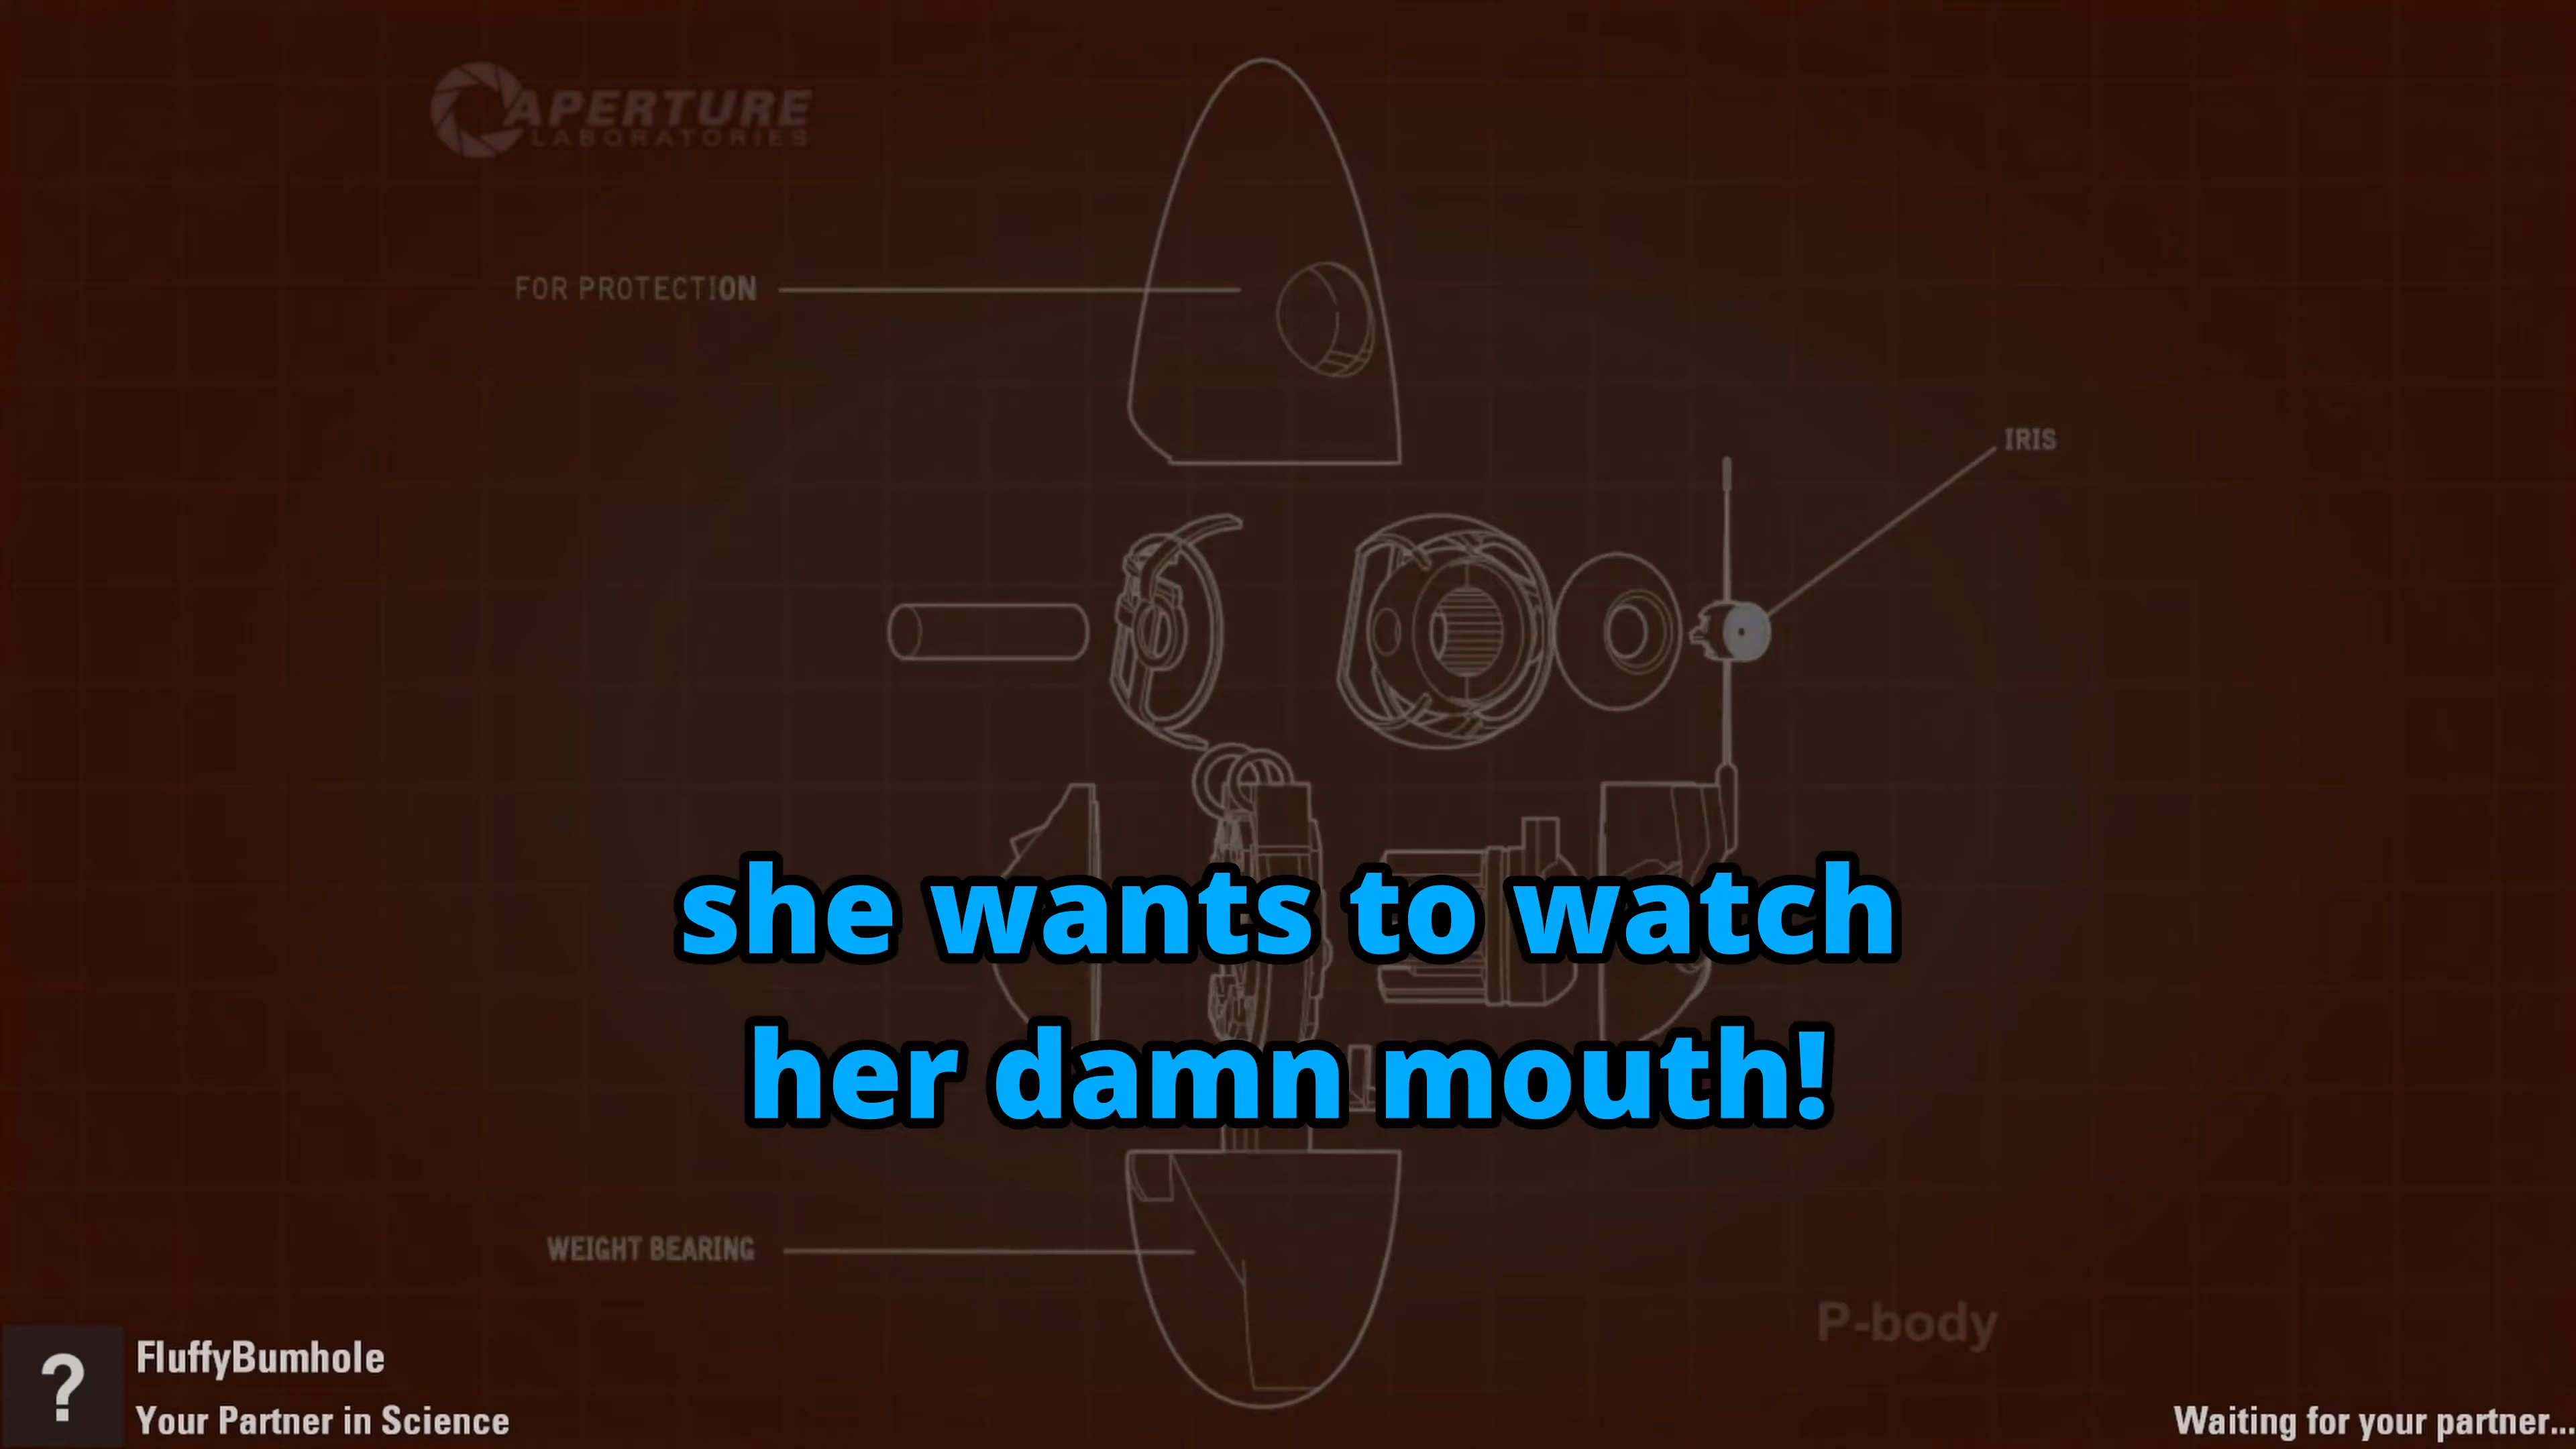 APERTURE
LABORATORIES
FOR PROTECTION
IRIS
she wants to watch
her damn mouth!
WEIGHT BEARING
P-body
?
FluffyBumhole
Your Partner in Science
Waiting for your partner...